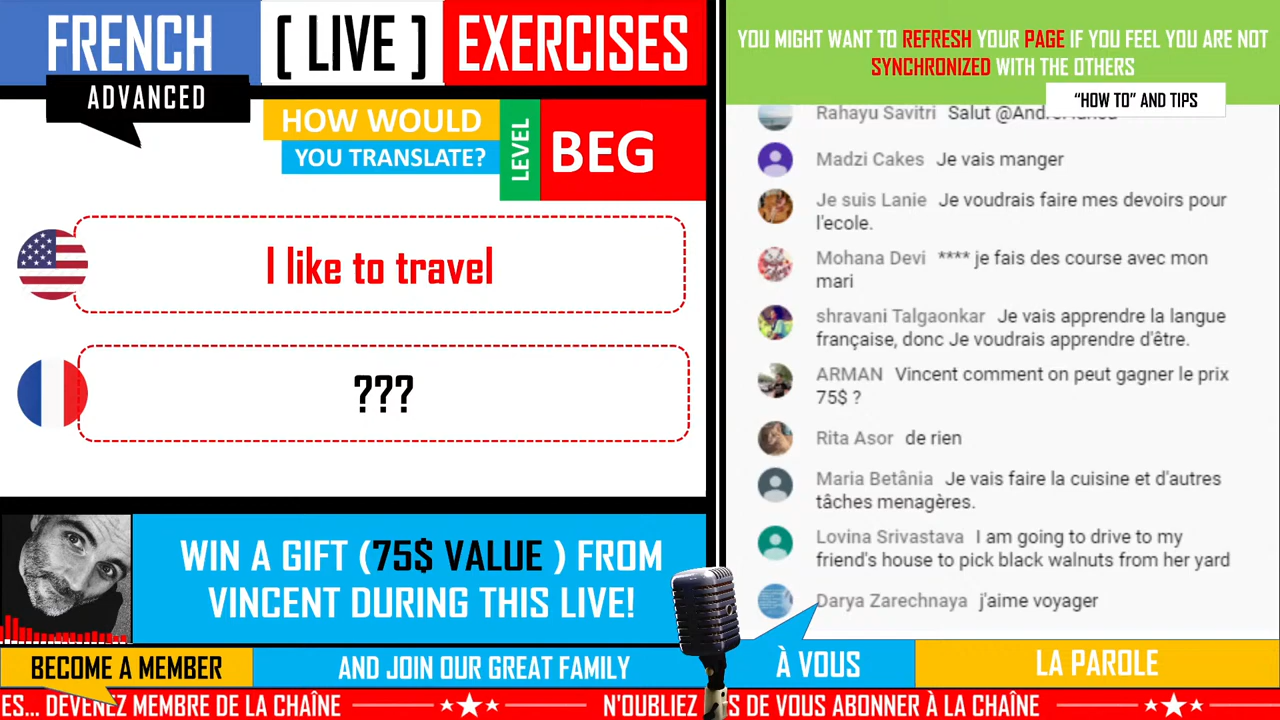 FRENCH [ LIVE ] EXERCISES
ADVANCED
HOW WOULD
YOU TRANSLATE?
LEVEL
BEG
I like to travel
???
WIN A GIFT (75$ VALUE ) FROM
VINCENT DURING THIS LIVE!
BECOME A MEMBER
AND JOIN OUR GREAT FAMILY
YOU MIGHT WANT TO REFRESH YOUR PAGE IF YOU FEEL YOU ARE NOT
SYNCHRONIZED WITH THE OTHERS
“HOW TO” AND TIPS
Rahayu Savitri Salut
Madzi Cakes Je vais manger
Je suis Lanie Je voudrais faire mes devoirs pour
l'ecole.
Mohana Devi **** je fais des course avec mon
mari
shravani Talgaonkar Je vais apprendre la langue
française, donc Je voudrais apprendre d'être.
ARMAN Vincent comment on peut gagner le prix
75$ ?
Rita Asor de rien
Maria Betânia Je vais faire la cuisine et d'autres
tâches menagères.
Lovina Srivastava I am going to drive to my
friend's house to pick black walnuts from her yard
Darya Zarechnaya j'aime voyager
À VOUS
LA PAROLE
ES... DEVENEZ MEMBRE DE LA CHAÎNE N'OUBLIEZ S DE VOUS ABONNER À LA CHAÎNE